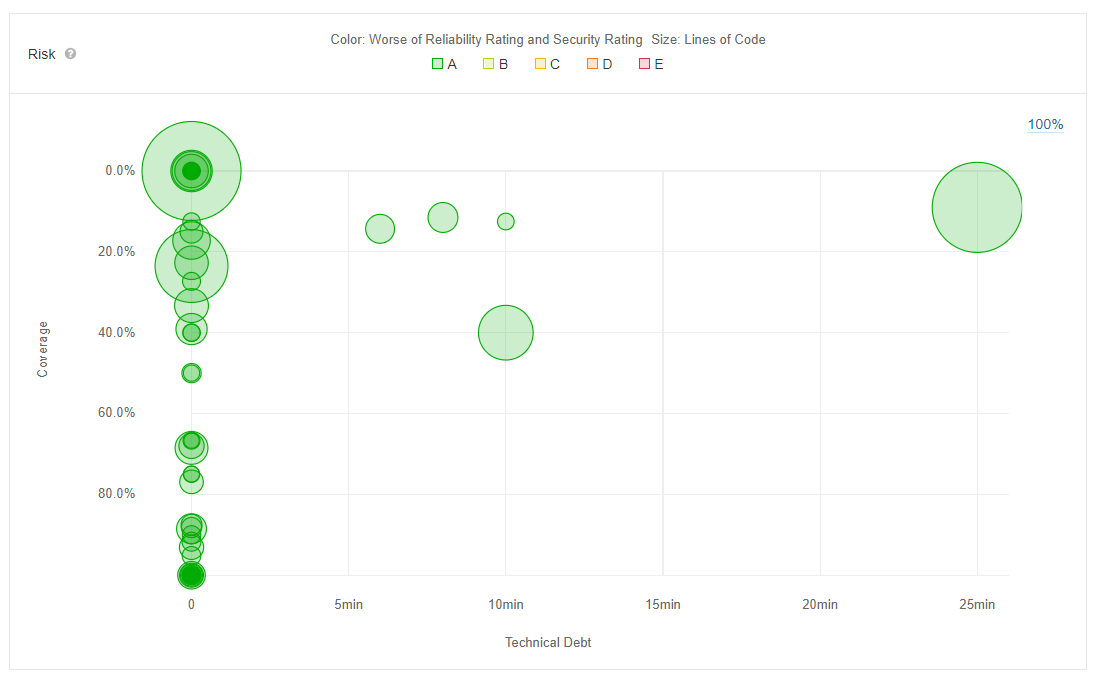 Color: Worse of Reliability Rating and Security Rating Size: Lines of Code
Risk ?
A B C D E
100%
0.0%
20.0%
40.0%
60.0%
80.0%
Coverage
0 5min 10min 15min 20min 25min
Technical Debt